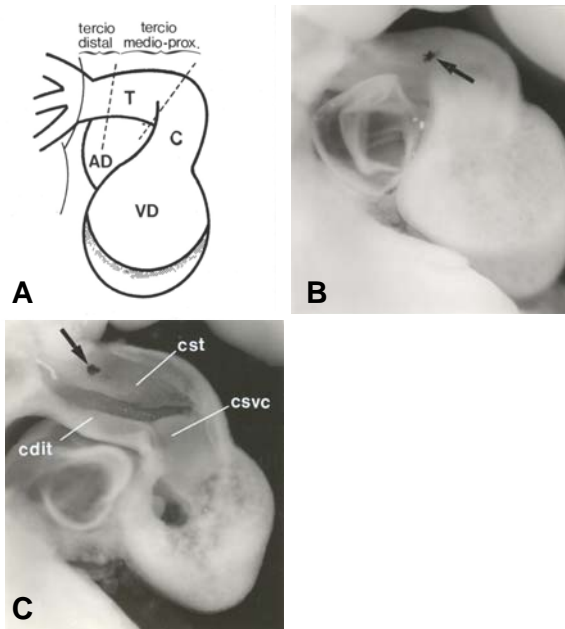 tercio tercio
distal medio-prox.
T
C
AD
VD
A
B
cst
csvc
cdit
C